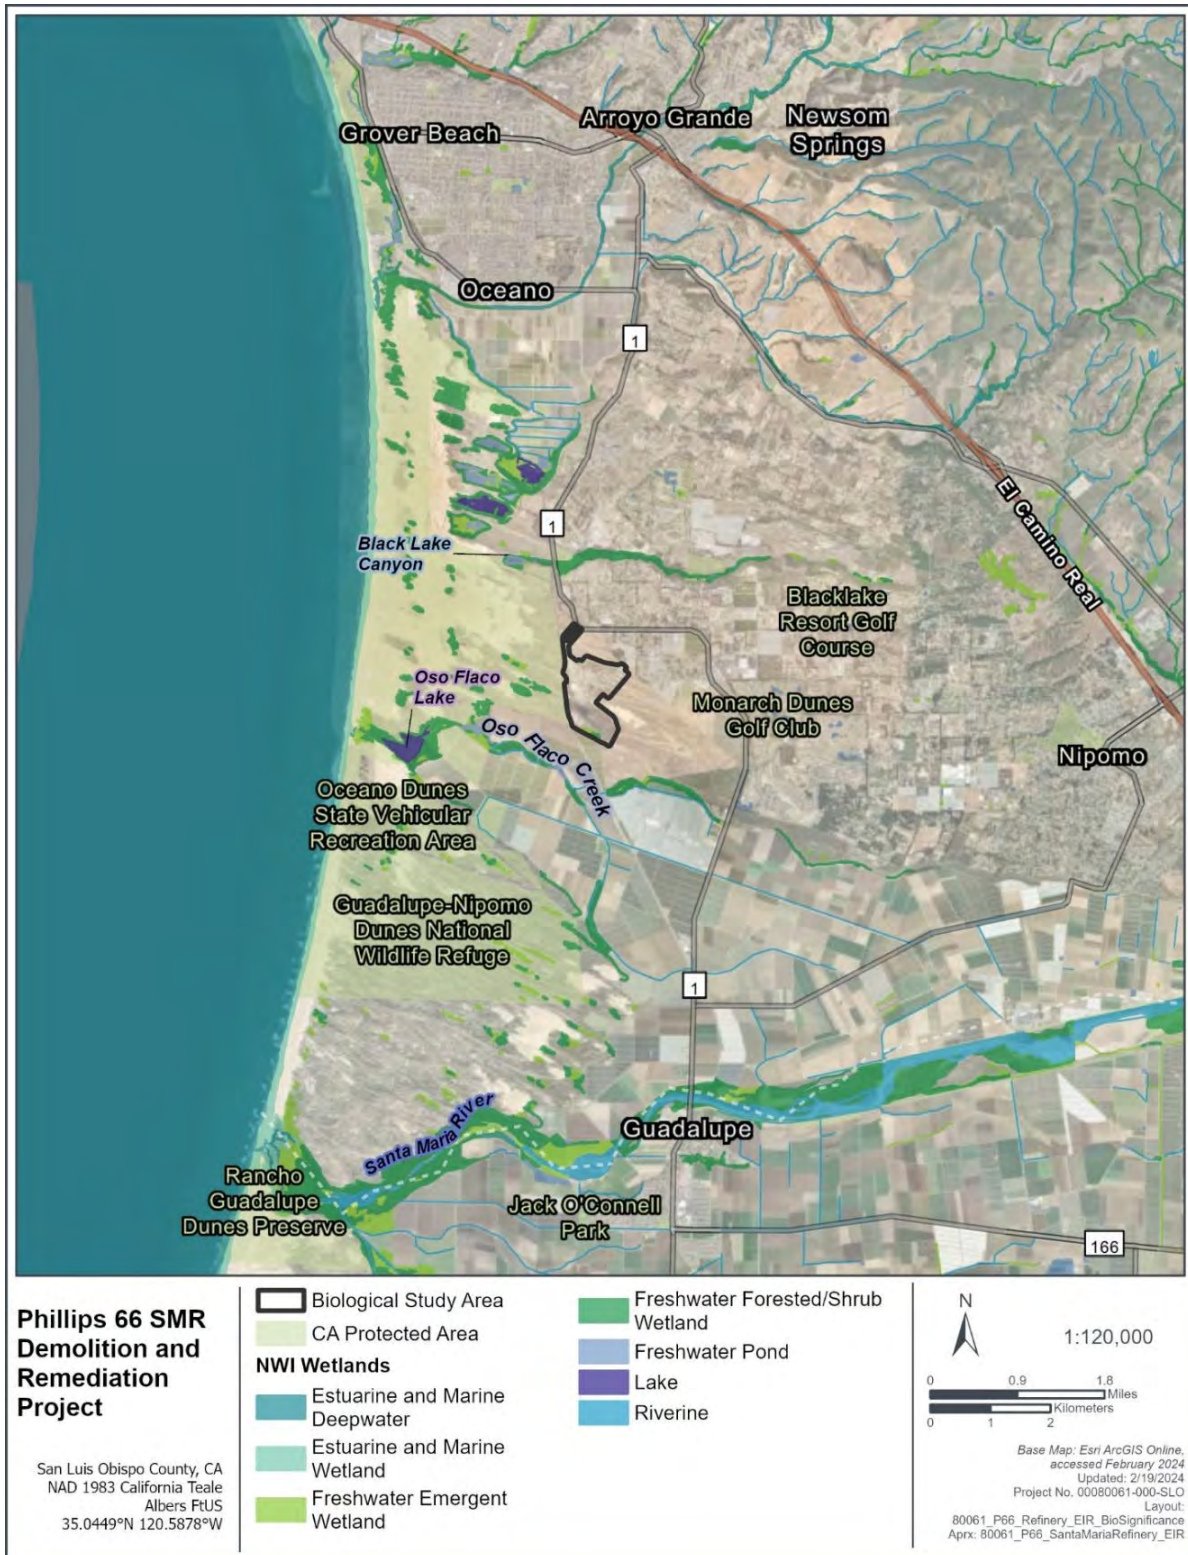 Grover Beach
Arroyo Grande
Newsom
Springs
Oceano
1
1
Black Lake
Canyon
El Camino Real
Blacklake
Resort Golf
Course
Oso Flaco
Lake
Oso Flaco Creek
Monarch Dunes
Golf Club
Nipomo
Oceano Dunes
State Vehicular
Recreation Area
Guadalupe-Nipomo
Dunes National
Wildlife Refuge
1
Santa Maria River
Guadalupe
Rancho
Guadalupe
Dunes Preserve
Jack O'Connell
Park
166
Phillips 66 SMR
Demolition and
Remediation
Project
San Luis Obispo County, CA
NAD 1983 California Teale
Albers FtUS
35.0449°N 120.5878°W
Biological Study Area
CA Protected Area
NWI Wetlands
Estuarine and Marine
Deepwater
Estuarine and Marine
Wetland
Freshwater Emergent
Wetland
Freshwater Forested/Shrub
Wetland
Freshwater Pond
Lake
Riverine
N
1:120,000
0 0.9 1.8
Miles
Kilometers
0 1 2
Base Map: Esri ArcGIS Online,
accessed February 2024
Updated: 2/19/2024
Project No. 00080061-000-SLO
Layout:
80061_P66_Refinery_EIR_BioSignificance
Aprx: 80061_P66_SantaMariaRefinery_EIR